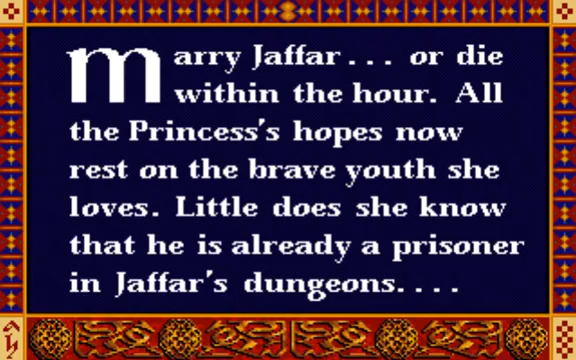 Marry Jaffar... or die
within the hour. All
the Princess's hopes now
rest on the brave youth she
loves. Little does she know
that he is already a prisoner
in Jaffar's dungeons....